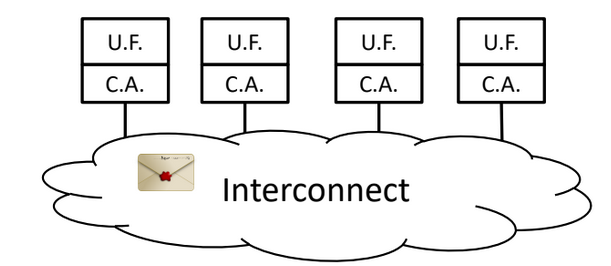 U.F. U.F. U.F. U.F.
C.A. C.A. C.A. C.A.
Interconnect